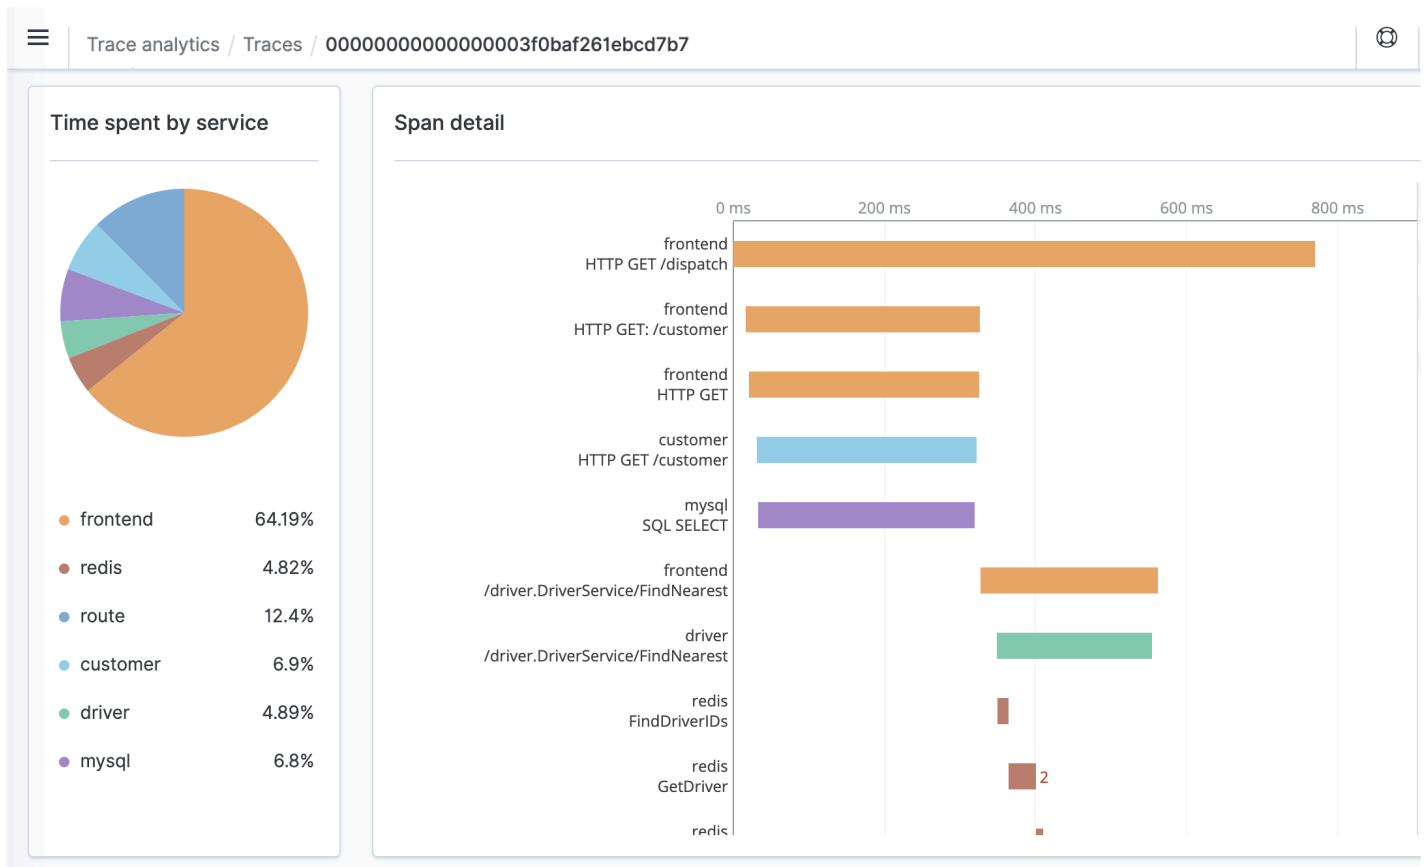 Trace analytics / Traces / 00000000000000003f0baf261ebcd7b7
Time spent by service
frontend 64.19%
redis 4.82%
route 12.4%
customer 6.9%
driver 4.89%
mysql 6.8%
Span detail
0 ms 200 ms 400 ms 600 ms 800 ms
frontend
HTTP GET /dispatch
frontend
HTTP GET: /customer
frontend
HTTP GET
customer
HTTP GET /customer
mysql
SQL SELECT
frontend
/driver.DriverService/FindNearest
driver
/driver.DriverService/FindNearest
redis
FindDriverIDs
redis
GetDriver 2
redis